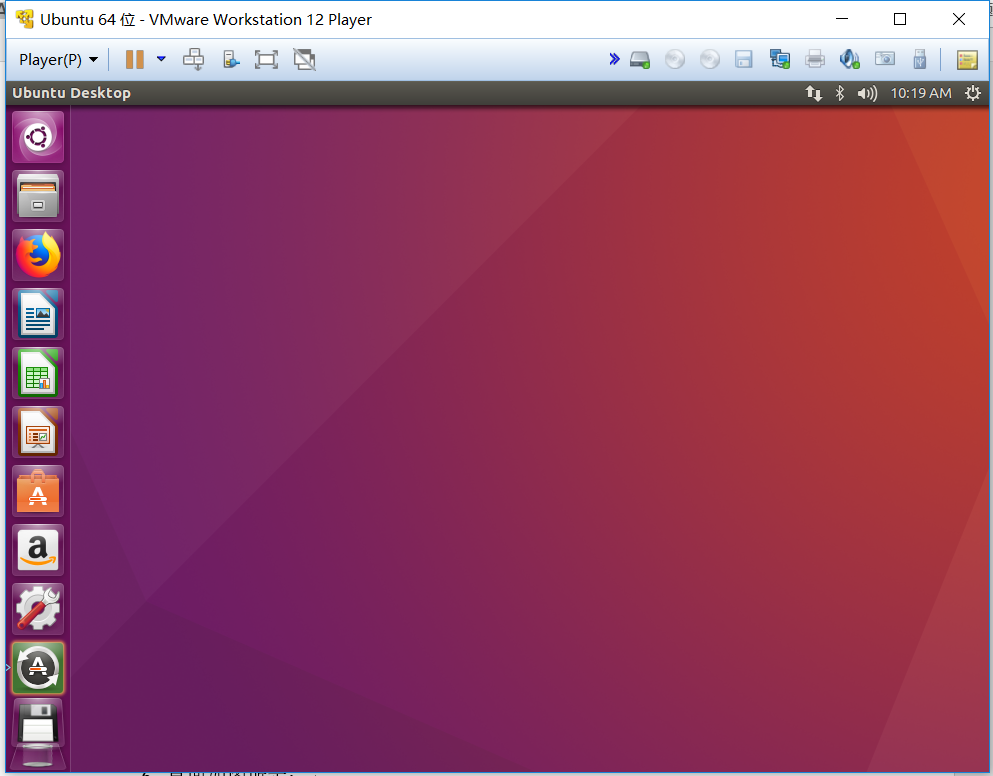 Ubuntu 64 位 - VMware Workstation 12 Player
Player(P)
Ubuntu Desktop
10:19 AM